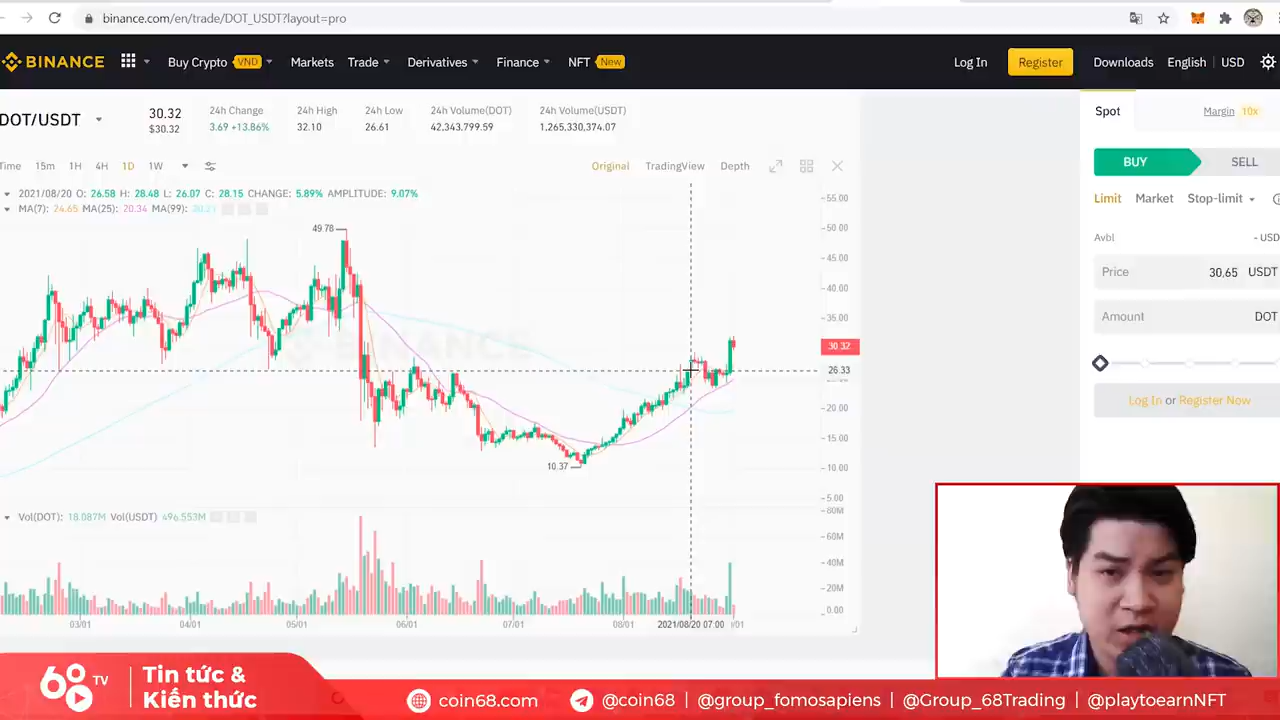 binance.com/en/trade/DOT_USDT?layout=pro
BINANCE Buy Crypto VND Markets Trade Derivatives Finance NFT New Log In Register Downloads English USD
DOT/USDT
30.32
$30.32
24h Change
3.69 +13.86%
24h High
32.10
24h Low
26.61
24h Volume(DOT)
42,343,799.59
24h Volume(USDT)
1,265,330,374.07
Time 15m 1H 4H 1D 1W Original TradingView Depth
2021/08/20 O: 26.58 H: 28.48 L: 26.07 C: 28.15 CHANGE: 5.89% AMPLITUDE: 9.07%
MA(7): 24.65 MA(25): 20.34 MA(99):
49.78
10.37
BINANCE
55.00
50.00
45.00
40.00
35.00
30.32
26.33
20.00
15.00
10.00
5.00
Vol(DOT): 18.087M Vol(USDT) 496.553M
80M
60M
40M
20M
0.00
03/01 04/01 05/01 06/01 07/01 08/01 2021/08/20 07:00 /01
Spot Margin 10x
BUY SELL
Limit Market Stop-limit
Avbl - USD
Price 30.65 USDT
Amount DOT
Log In or Register Now
68 TV
Tin tức &
Kiến thức
coin68.com @coin68 | @group_fomosapiens | @Group_68Trading | @playtoearnNFT